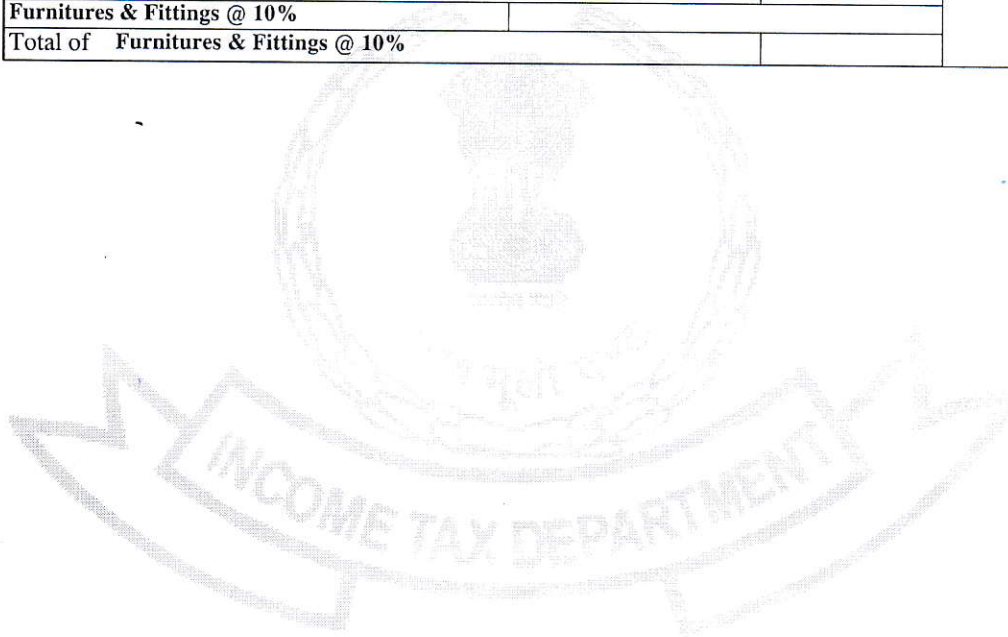 Furnitures & Fittings @ 10%
Total of Furnitures & Fittings @ 10%
INCOME TAX DEPARTMENT